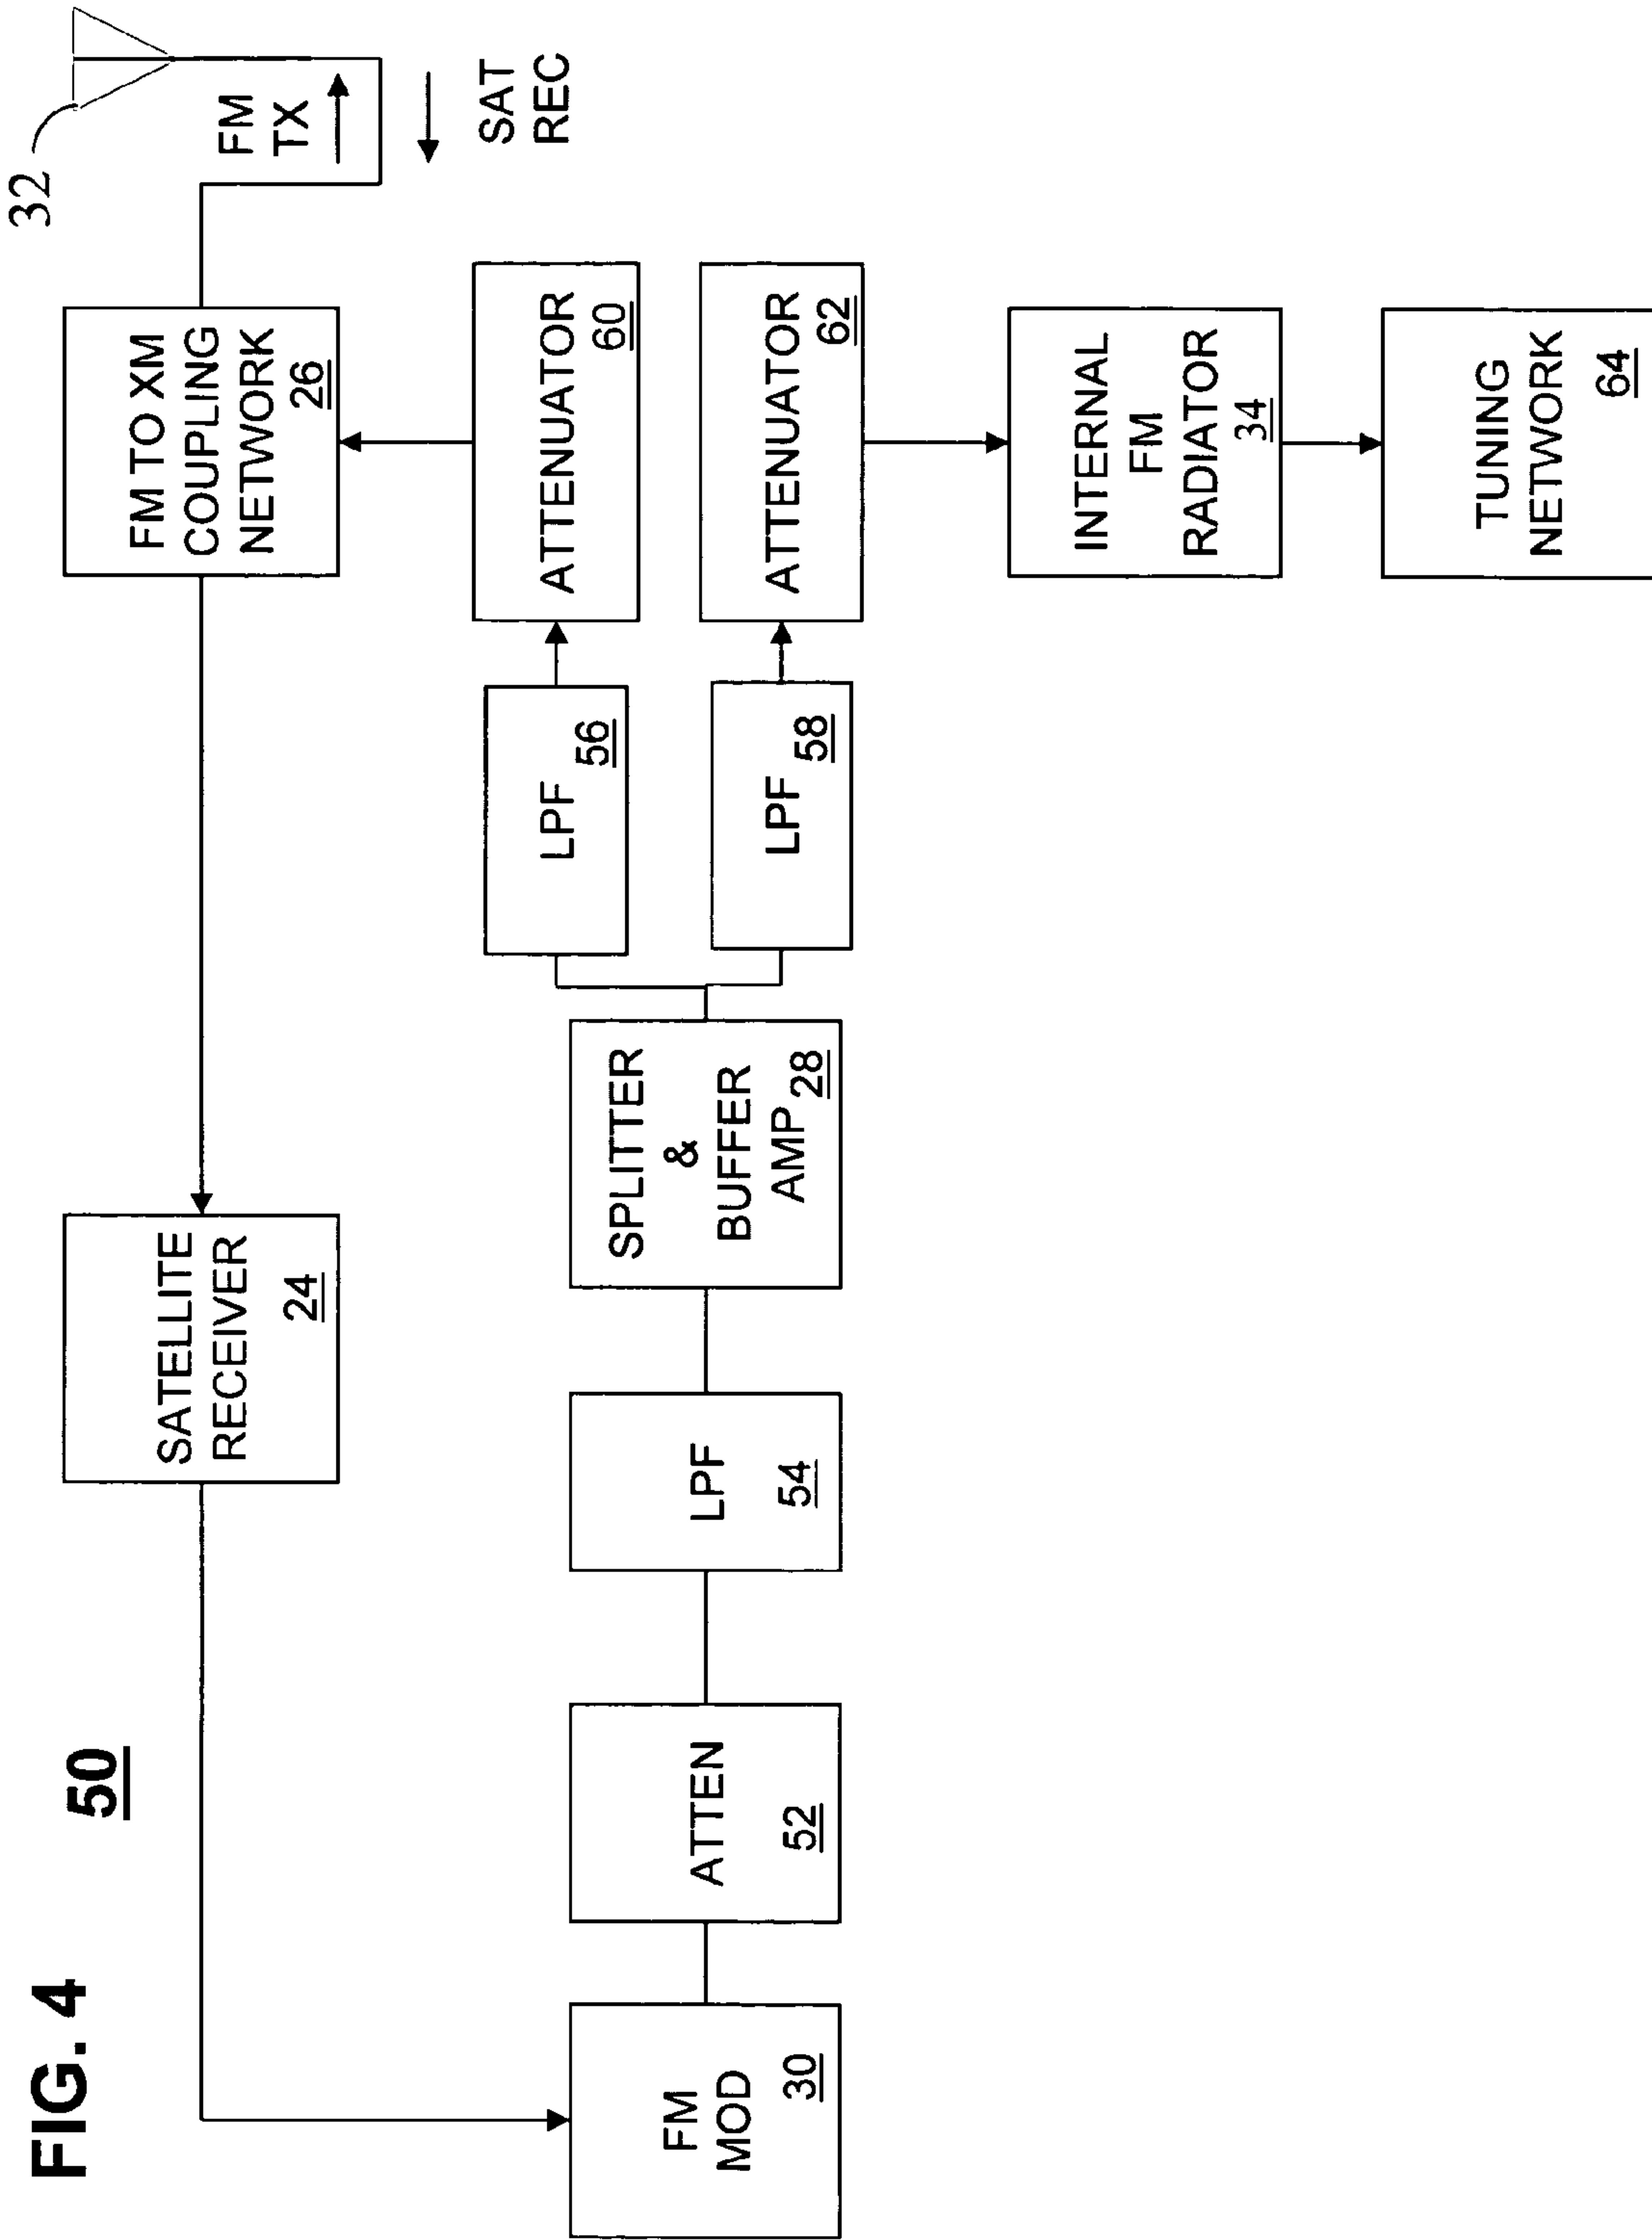 FIG. 4
50
32
FM
TX
SAT
REC
SATELLITE
RECEIVER
24
FM TO XM
COUPLING
NETWORK
26
FM
MOD
30
ATTEN
52
LPF
54
SPLITTER
&
BUFFER
AMP 28
LPF
56
ATTENUATOR
60
LPF
58
ATTENUATOR
62
INTERNAL
FM
RADIATOR
34
TUNING
NETWORK
64